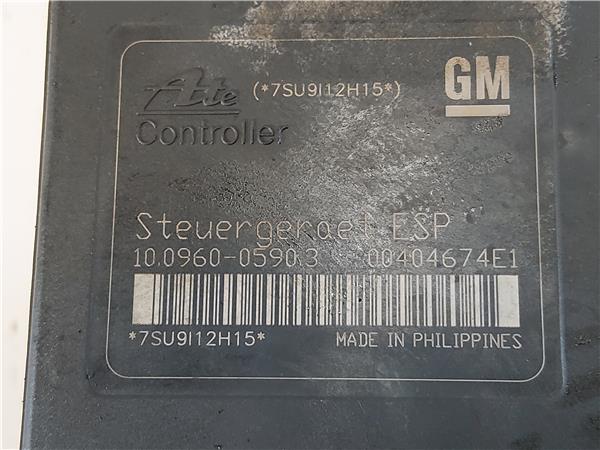 Ate (*7SU9I12H15*) GM
Controller
Steuergeraet ESP
10.0960-0590.3 00404674E1
*7SU9I12H15* MADE IN PHILIPPINES